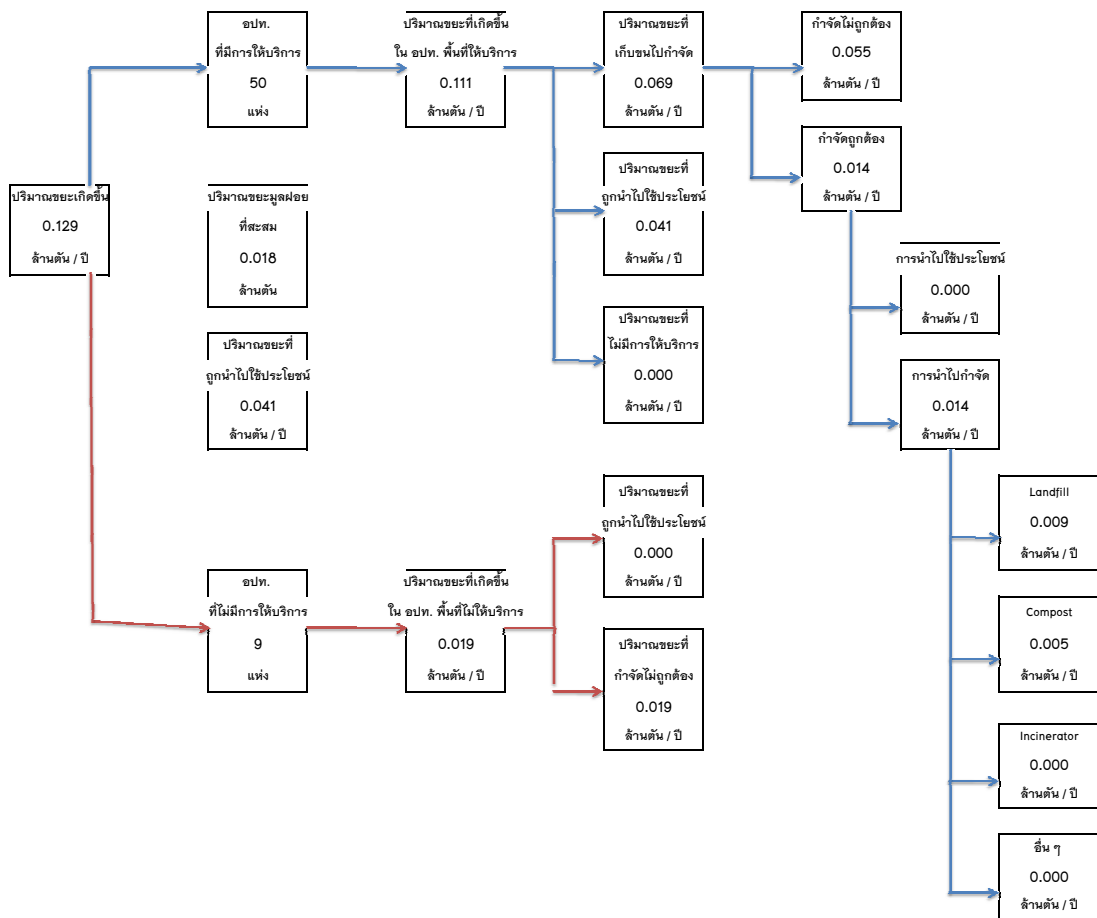 ปริมาณขยะเกิดขึ้น
0.129
ล้านตัน / ปี
อปท.
ที่มีการให้บริการ
50
แห่ง
ปริมาณขยะมูลฝอย
ที่สะสม
0.018
ล้านตัน
ปริมาณขยะที่
ถูกนำไปใช้ประโยชน์
0.041
ล้านตัน / ปี
อปท.
ที่ไม่มีการให้บริการ
9
แห่ง
ปริมาณขยะที่เกิดขึ้น
ใน อปท. พื้นที่ให้บริการ
0.111
ล้านตัน / ปี
ปริมาณขยะที่เกิดขึ้น
ใน อปท. พื้นที่ไม่ให้บริการ
0.019
ล้านตัน / ปี
ปริมาณขยะที่
เก็บขนไปกำจัด
0.069
ล้านตัน / ปี
ปริมาณขยะที่
ถูกนำไปใช้ประโยชน์
0.041
ล้านตัน / ปี
ปริมาณขยะที่
ไม่มีการให้บริการ
0.000
ล้านตัน / ปี
ปริมาณขยะที่
ถูกนำไปใช้ประโยชน์
0.000
ล้านตัน / ปี
ปริมาณขยะที่
กำจัดไม่ถูกต้อง
0.019
ล้านตัน / ปี
กำจัดไม่ถูกต้อง
0.055
ล้านตัน / ปี
กำจัดถูกต้อง
0.014
ล้านตัน / ปี
การนำไปใช้ประโยชน์
0.000
ล้านตัน / ปี
การนำไปกำจัด
0.014
ล้านตัน / ปี
Landfill
0.009
ล้านตัน / ปี
Compost
0.005
ล้านตัน / ปี
Incinerator
0.000
ล้านตัน / ปี
อื่น ๆ
0.000
ล้านตัน / ปี